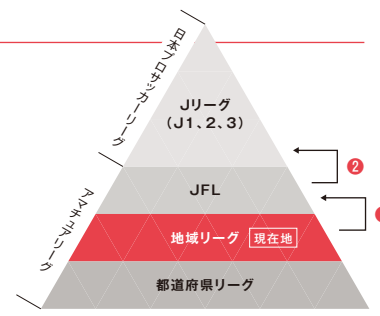 日本プロサッカーリーグ
Jリーグ
（J1、2、3）
2
JFL
アマチュアリーグ
地域リーグ 現在地
都道府県リーグ